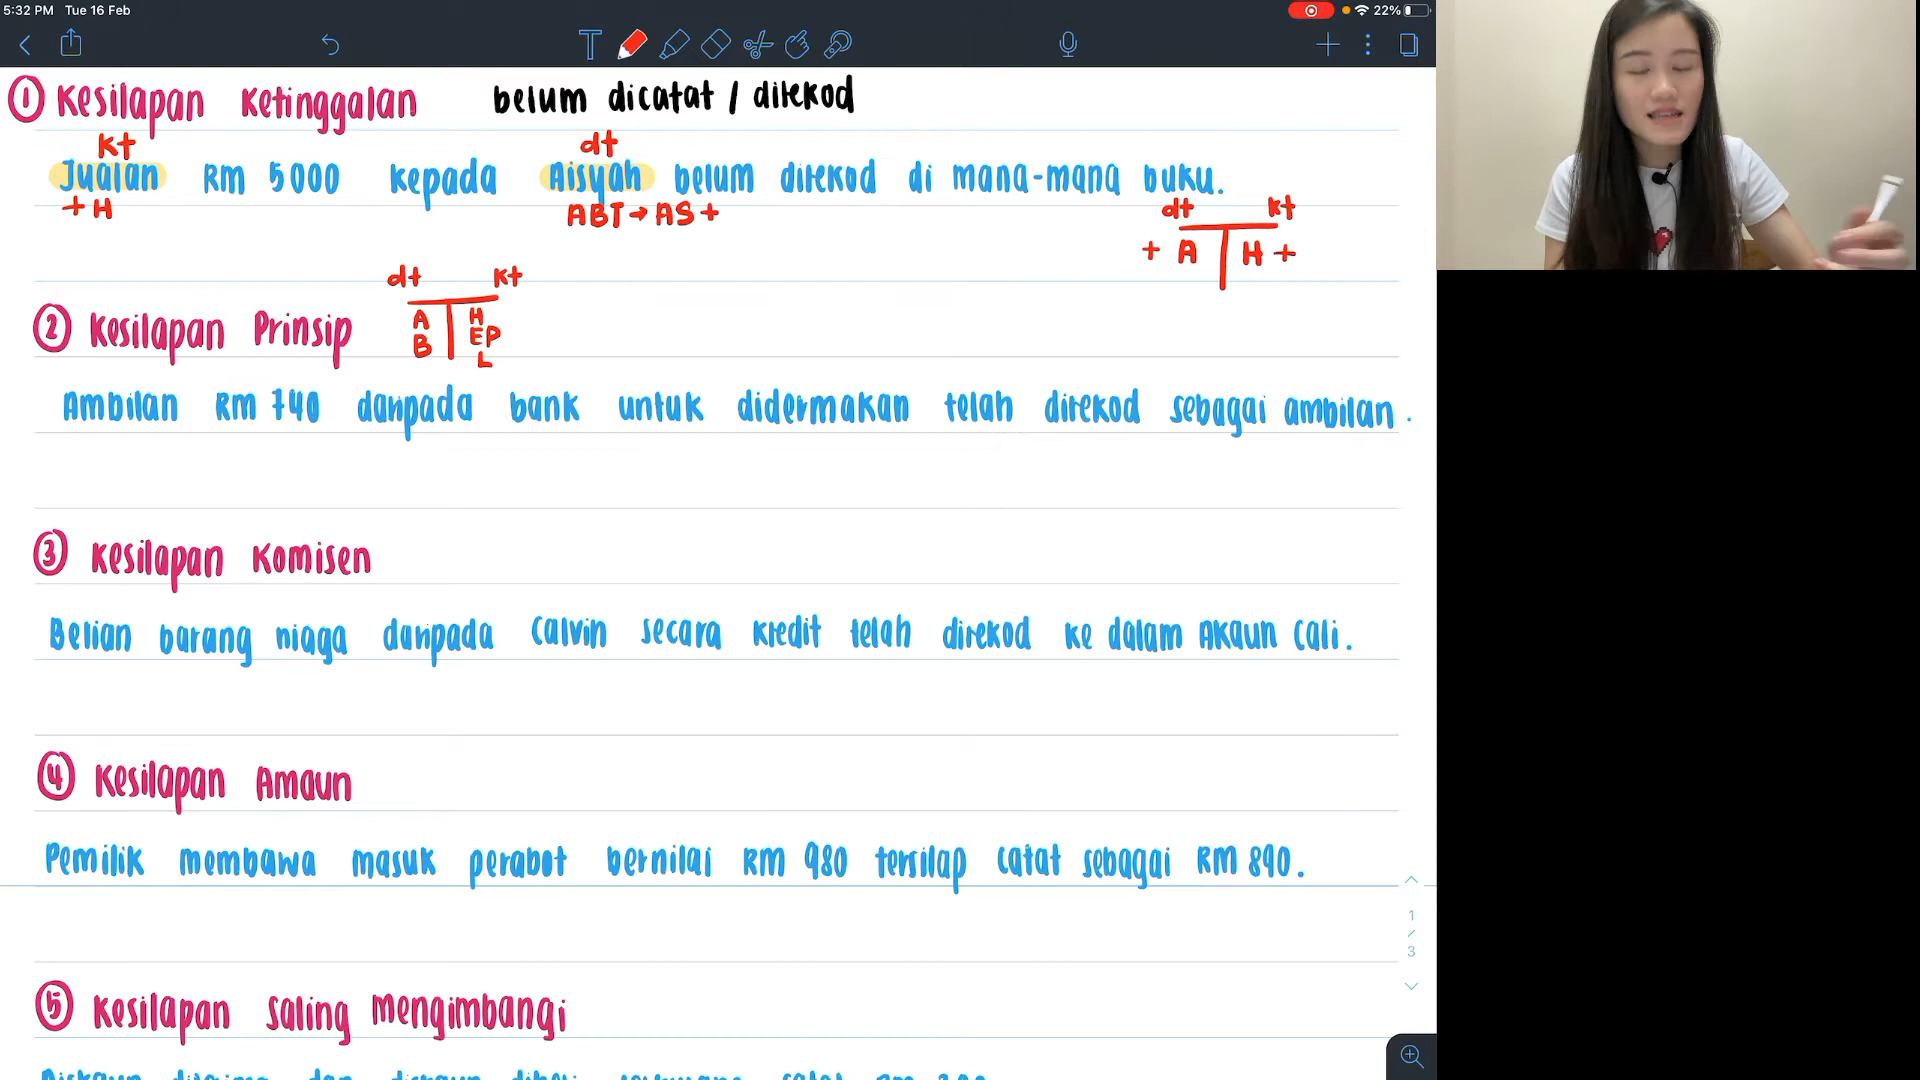 5:32 PM Tue 16 Feb
22%
① Kesilapan Ketinggalan belum dicatat / direkod
kt dt
Jualan RM 5000 kepada Aisyah belum direkod di mana-mana buku.
+ H ABT → AS +
dt kt
+ A H +
dt kt
② Kesilapan Prinsip
A H
B E P
L
Ambilan RM 740 daripada bank untuk didermakan telah direkod sebagai ambilan.
③ Kesilapan Komisen
Belian barang niaga daripada Calvin secara kredit telah direkod ke dalam Akaun Cali.
④ Kesilapan Amaun
Pemilik membawa masuk perabot bernilai RM 980 tersilap catat sebagai RM 890.
1
/
3
⑤ Kesilapan Saling Mengimbangi